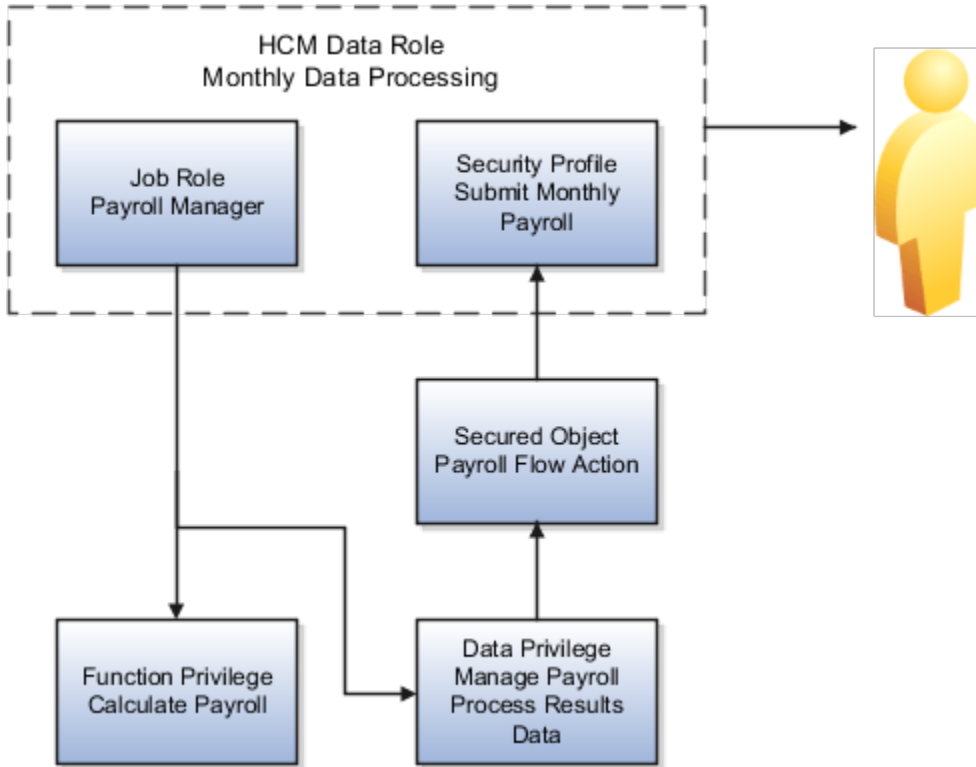 HCM Data Role
Monthly Data Processing
Job Role
Payroll Manager
Security Profile
Submit Monthly
Payroll
Secured Object
Payroll Flow Action
Function Privilege
Calculate Payroll
Data Privilege
Manage Payroll
Process Results
Data